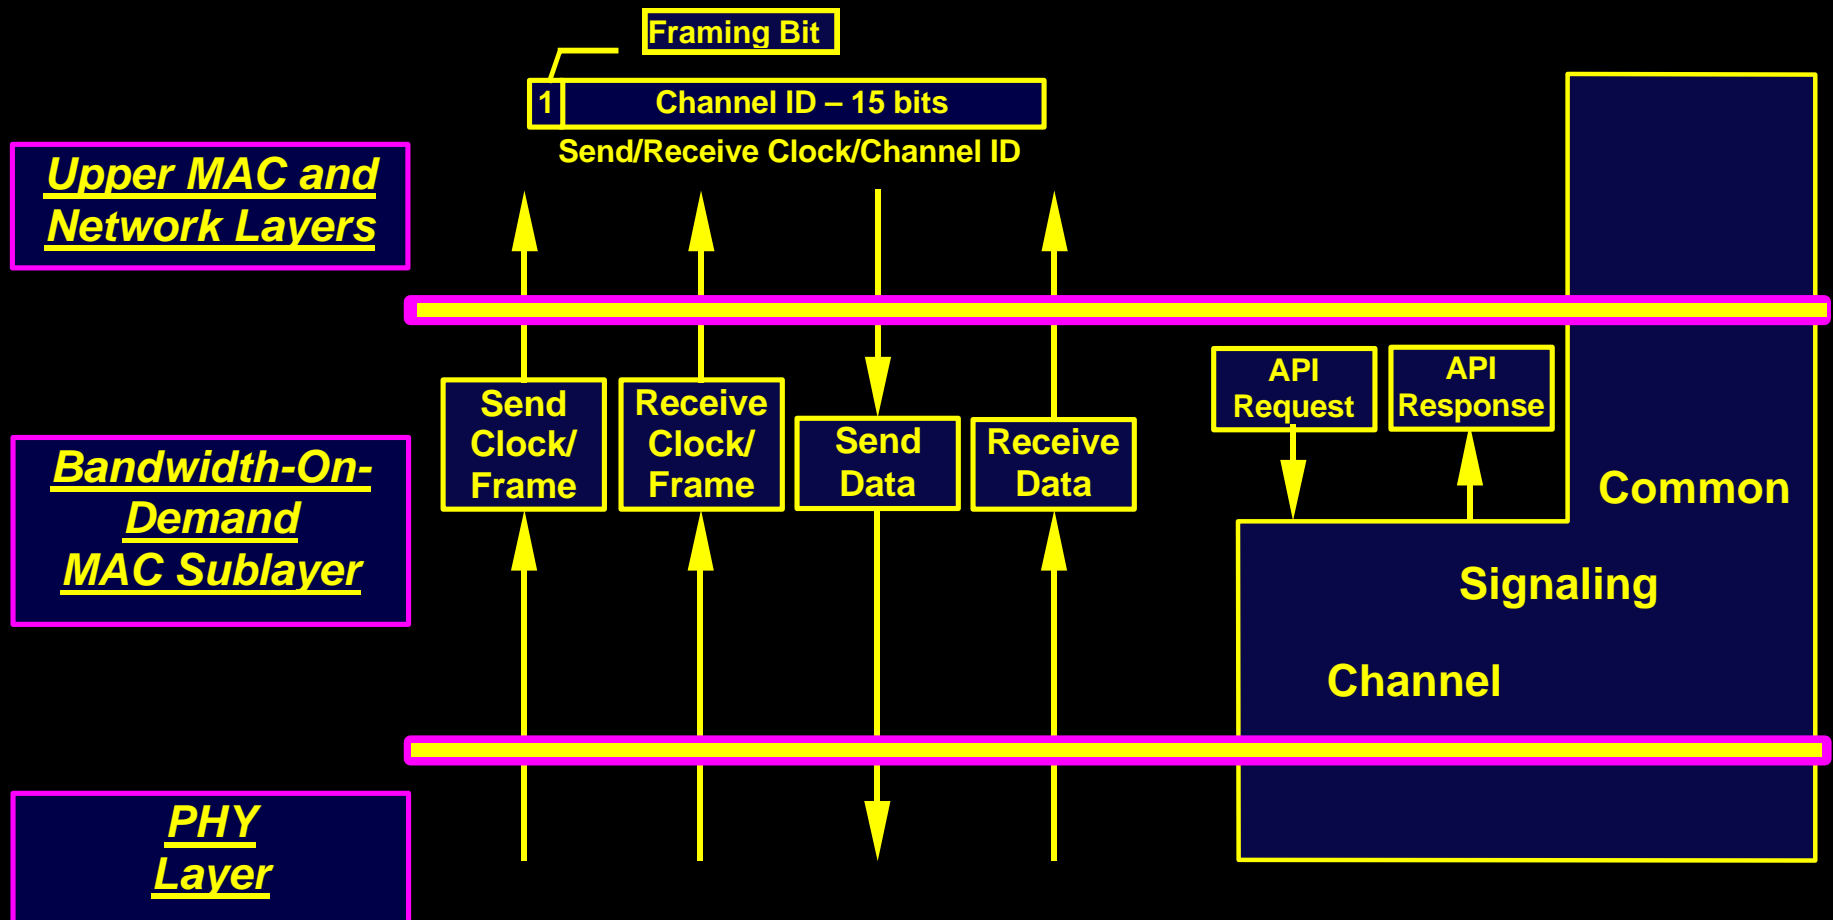 Framing Bit
1
Channel ID – 15 bits
Send/Receive Clock/Channel ID
Upper MAC and
Network Layers
Send
Clock/
Frame
Receive
Clock/
Frame
Send
Data
Receive
Data
API
Request
API
Response
Bandwidth-On-
Demand
MAC Sublayer
Common
Signaling
Channel
PHY
Layer